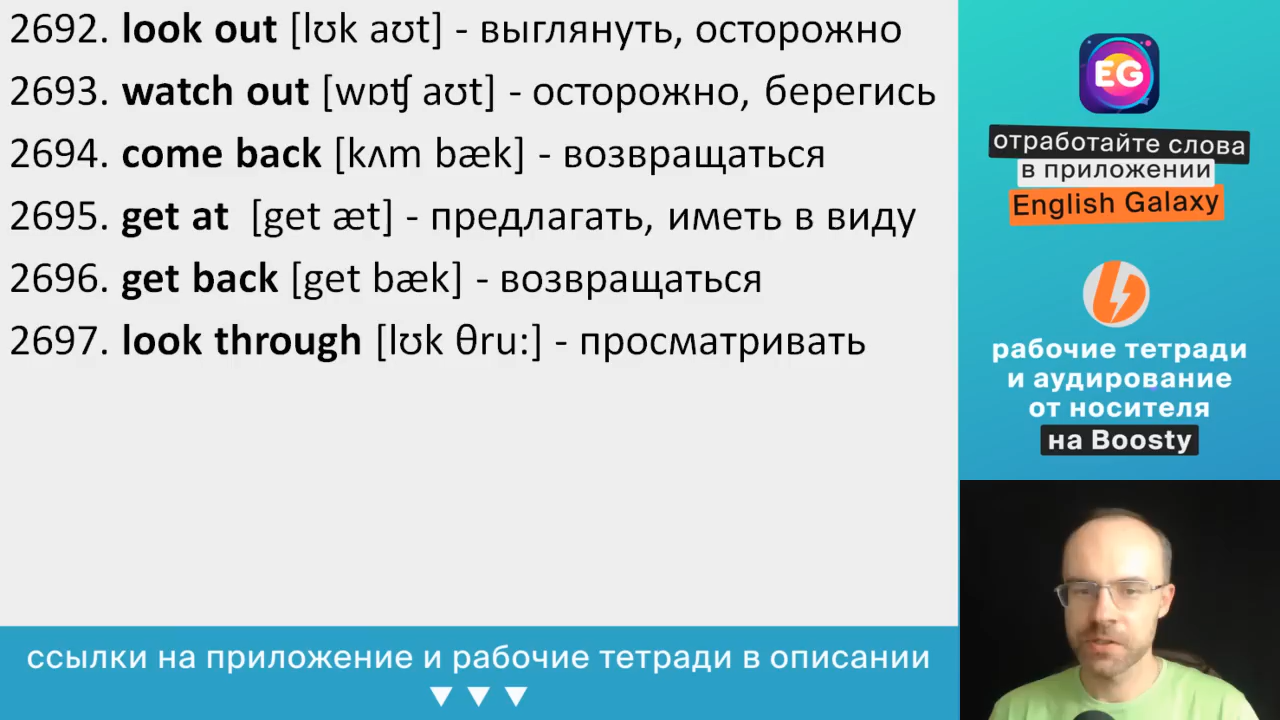 2692. look out [lʊk aʊt] - выглянуть, осторожно
2693. watch out [wɒʧ aʊt] - осторожно, берегись
2694. come back [kʌm bæk] - возвращаться
2695. get at [get æt] - предлагать, иметь в виду
2696. get back [get bæk] - возвращаться
2697. look through [lʊk θru:] - просматривать
EG
отработайте слова
в приложении
English Galaxy
рабочие тетради
и аудирование
от носителя
на Boosty
ссылки на приложение и рабочие тетради в описании